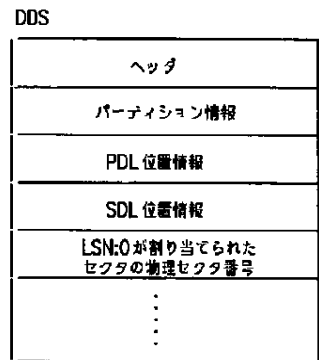 DDS
ヘッダ
パーティション情報
PDL位置情報
SDL位置情報
LSN:0が割り当てられた
セクタの物理セクタ番号